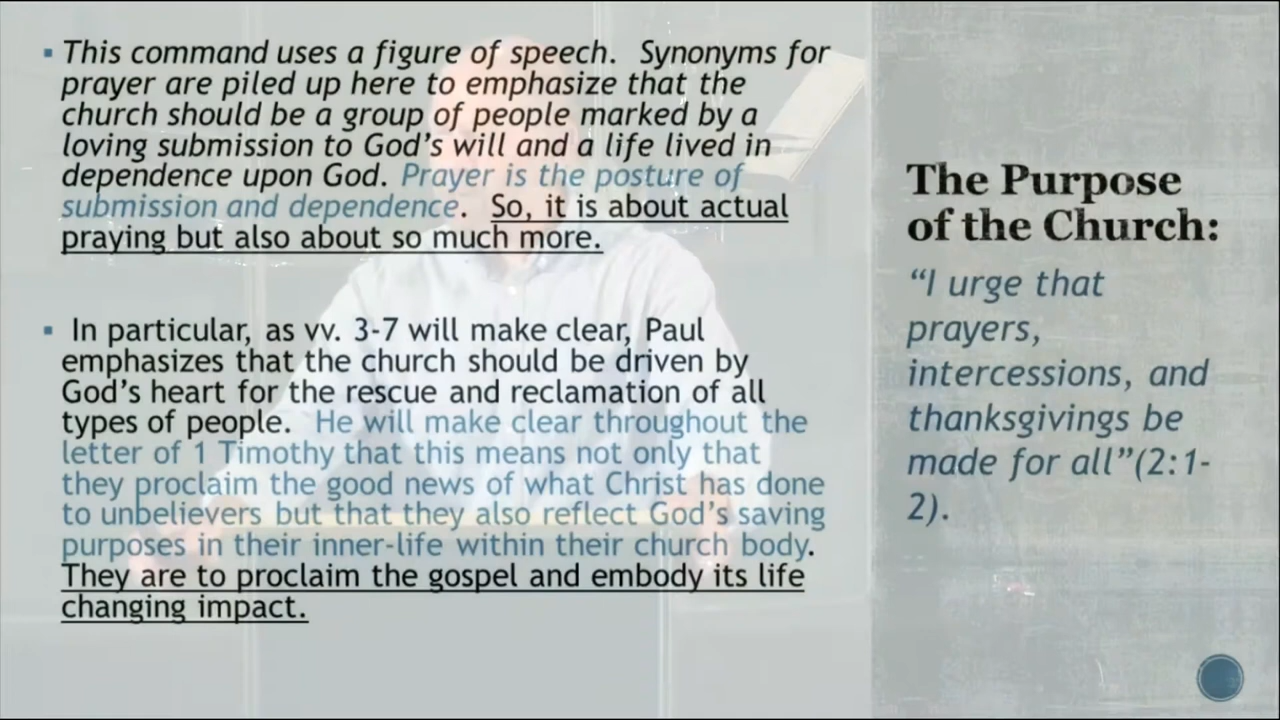 This command uses a figure of speech. Synonyms for
prayer are piled up here to emphasize that the
church should be a group of people marked by a
loving submission to God's will and a life lived in
dependence upon God. Prayer is the posture of
submission and dependence. So, it is about actual
praying but also about so much more.
In particular, as vv. 3-7 will make clear, Paul
emphasizes that the church should be driven by
God's heart for the rescue and reclamation of all
types of people. He will make clear throughout the
letter of 1 Timothy that this means not only that
they proclaim the good news of what Christ has done
to unbelievers but that they also reflect God's saving
purposes in their inner-life within their church body.
They are to proclaim the gospel and embody its life
changing impact.
The Purpose
of the Church:
“I urge that
prayers,
intercessions, and
thanksgivings be
made for all”(2:1-
2).